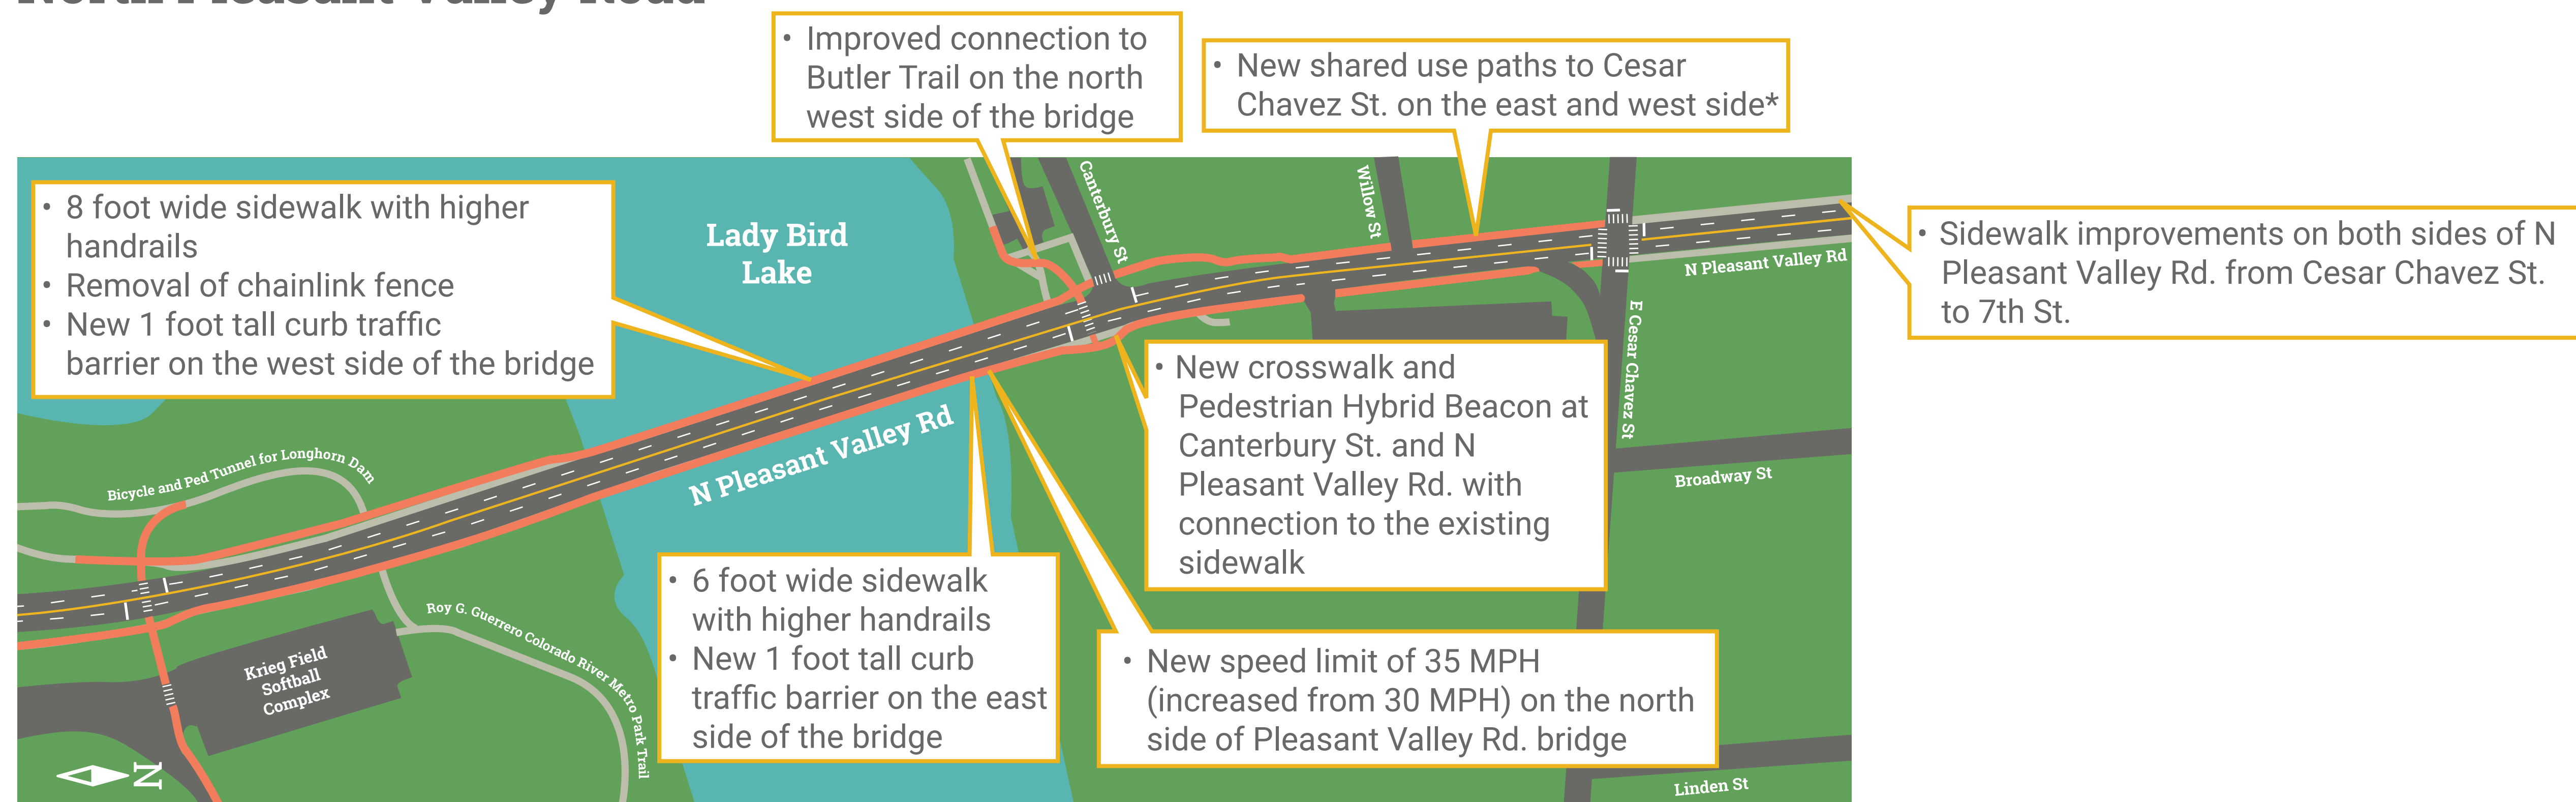 North Pleasant Valley Road
• Improved connection to
Butler Trail on the north
west side of the bridge
• New shared use paths to Cesar
Chavez St. on the east and west side*
• 8 foot wide sidewalk with higher
handrails
• Removal of chainlink fence
• New 1 foot tall curb traffic
barrier on the west side of the bridge
Lady Bird
Lake
Canterbury St
Willow St
N Pleasant Valley Rd
• Sidewalk improvements on both sides of N
Pleasant Valley Rd. from Cesar Chavez St.
to 7th St.
E Cesar Chavez St
• New crosswalk and
Pedestrian Hybrid Beacon at
Canterbury St. and N
Pleasant Valley Rd. with
connection to the existing
sidewalk
N Pleasant Valley Rd
Bicycle and Ped Tunnel for Longhorn Dam
Broadway St
• 6 foot wide sidewalk
with higher handrails
• New 1 foot tall curb
traffic barrier on the east
side of the bridge
Roy G. Guerrero Colorado River Metro Park Trail
Krieg Field
Softball
Complex
• New speed limit of 35 MPH
(increased from 30 MPH) on the north
side of Pleasant Valley Rd. bridge
N
Linden St